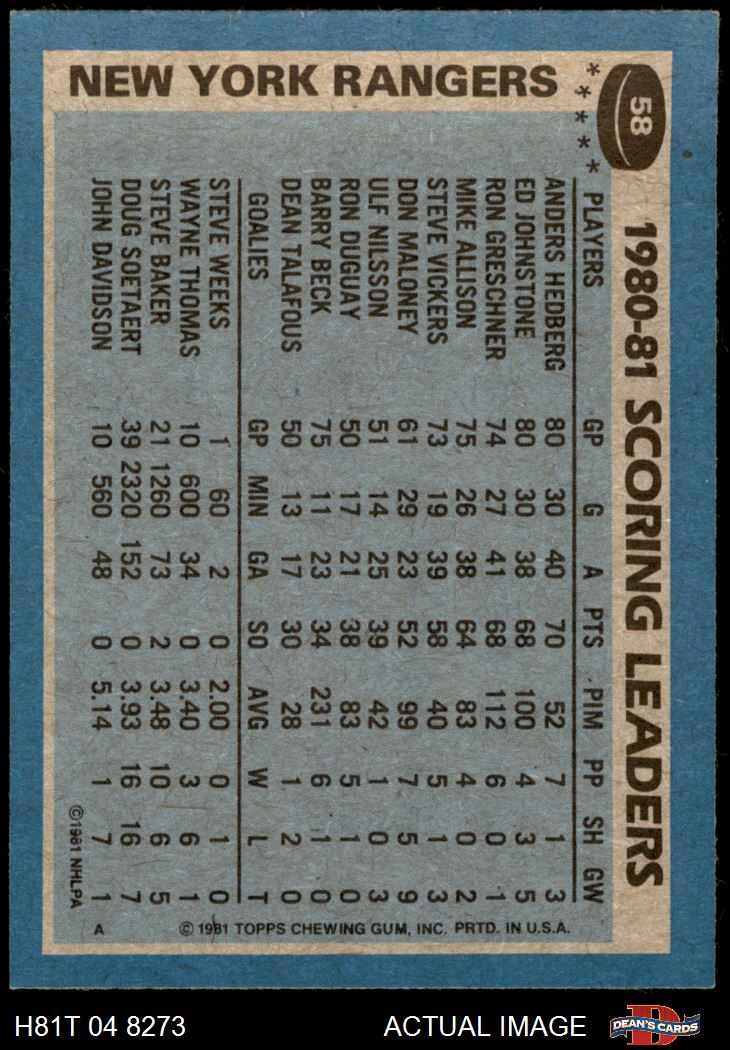 58
1980-81 SCORING LEADERS
NEW YORK RANGERS
PLAYERS GP G A PTS PIM PP SH GW
ANDERS HEDBERG 80 30 40 70 52 7 1 3
ED JOHNSTONE 80 30 38 68 100 4 3 5
RON GRESCHNER 74 27 41 68 112 6 0 1
MIKE ALLISON 75 26 38 64 83 4 0 2
STEVE VICKERS 73 19 39 58 40 5 1 3
DON MALONEY 61 29 23 52 99 7 5 9
ULF NILSSON 51 14 25 39 42 1 0 3
RON DUGUAY 50 17 21 38 83 5 1 0
BARRY BECK 75 11 23 34 231 6 1 0
DEAN TALAFOUS 50 13 17 30 28 1 2 0
GOALIES GP MIN GA SO AVG W L T
STEVE WEEKS 1 60 2 0 2.00 0 1 0
WAYNE THOMAS 10 600 34 0 3.40 3 6 1
STEVE BAKER 21 1260 73 2 3.48 10 6 5
DOUG SOETAERT 39 2320 152 0 3.93 16 16 7
JOHN DAVIDSON 10 560 48 0 5.14 1 7 1
© 1981 NHLPA
A © 1981 TOPPS CHEWING GUM, INC. PRTD. IN U.S.A.
H81T 04 8273 ACTUAL IMAGE
D
DEAN'S CARDS